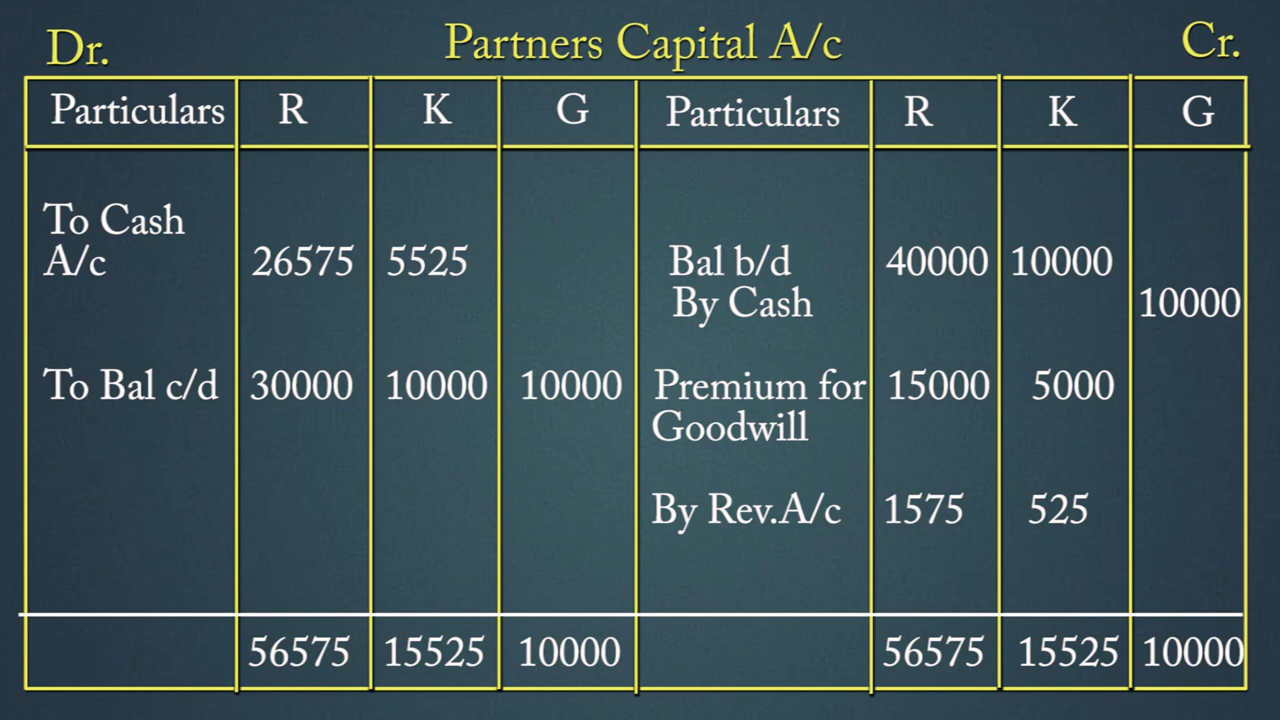 Dr. Partners Capital A/c Cr.
Particulars R K G Particulars R K G
To Cash
A/c 26575 5525 Bal b/d 40000 10000
By Cash 10000
To Bal c/d 30000 10000 10000 Premium for 15000 5000
Goodwill
By Rev.A/c 1575 525
56575 15525 10000 56575 15525 10000